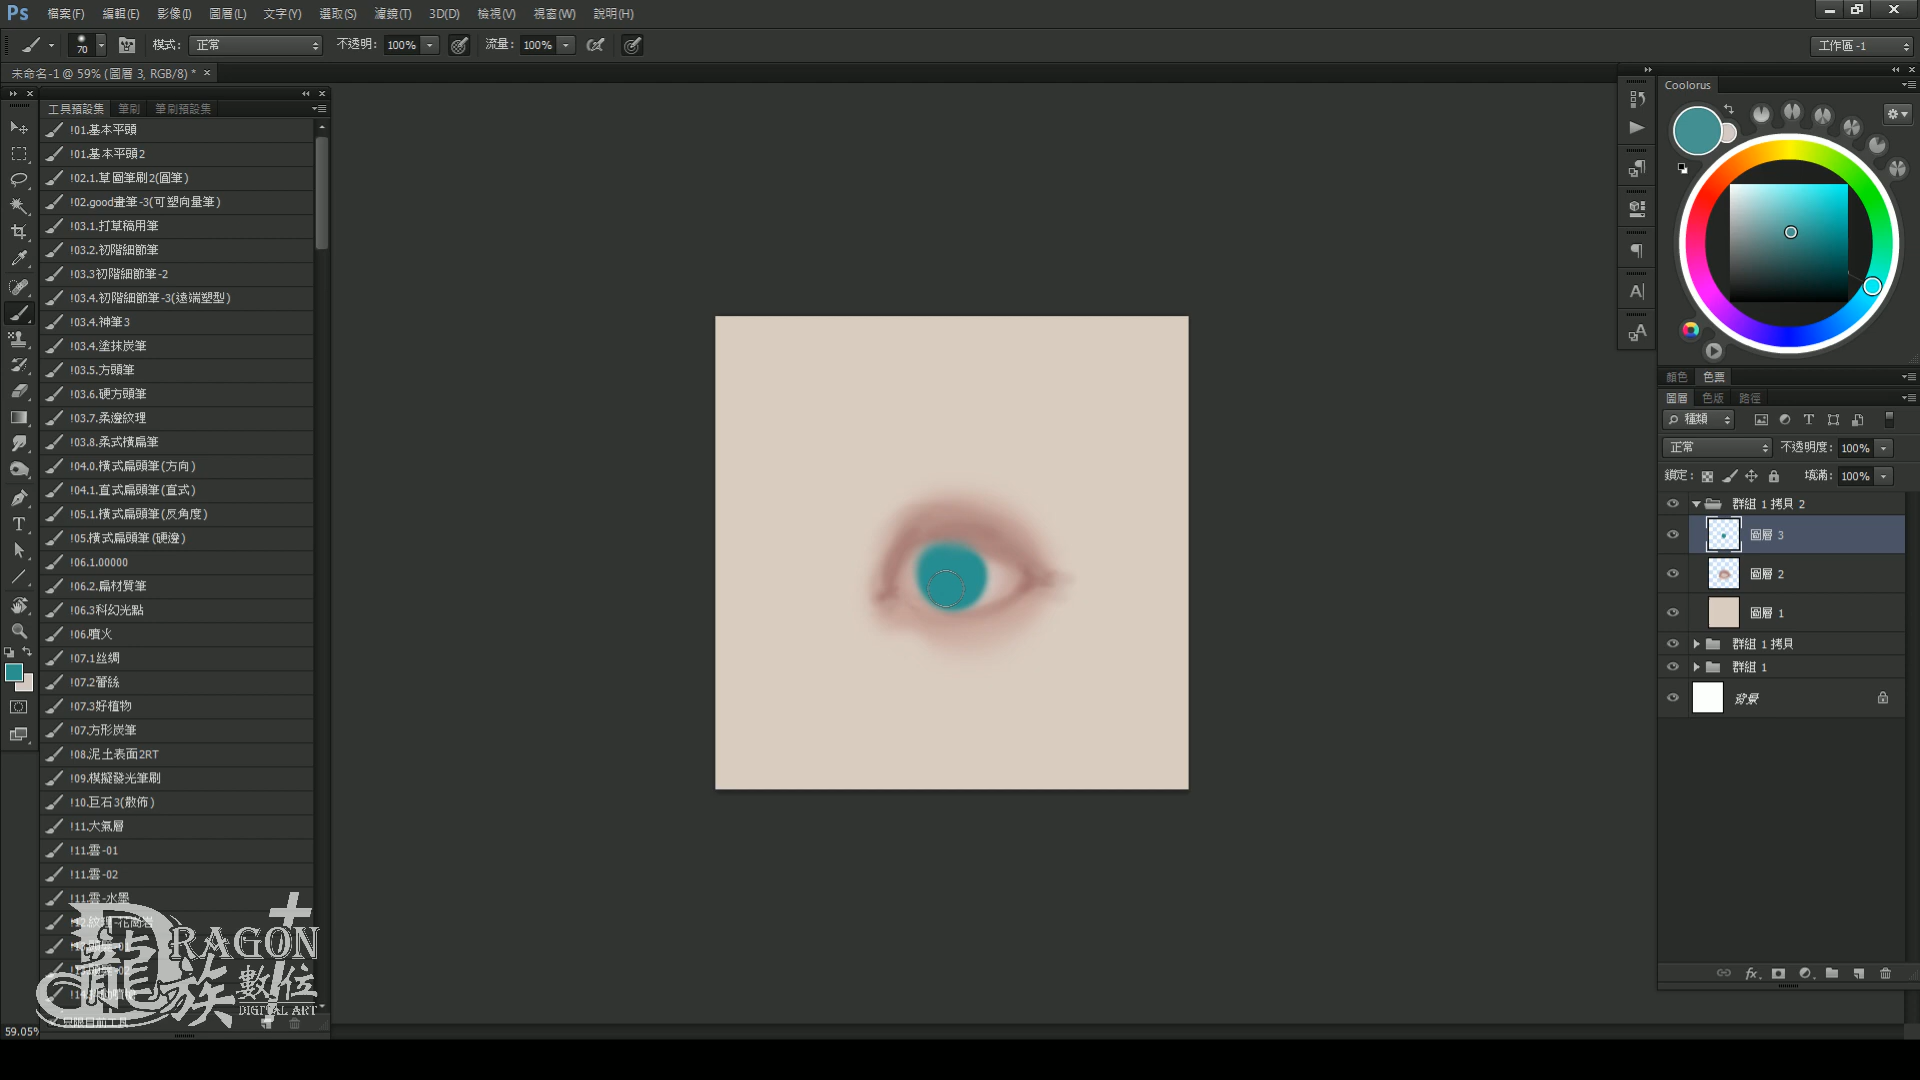 Ps 檔案(F) 編輯(E) 影像(I) 圖層(L) 文字(Y) 選取(S) 濾鏡(T) 3D(D) 檢視(V) 視窗(W) 說明(H)
70 模式: 正常 不透明: 100% 流量: 100% 工作區 -1
未命名-1 @ 59% (圖層 3, RGB/8) * ×
工具預設集 筆刷 筆刷預設集
!01.基本平頭
!01.基本平頭2
!02.1.草圖筆刷2(圓筆)
!02.good畫筆-3(可塑向量筆)
!03.1.打草稿用筆
!03.2.初階細節筆
!03.3初階細節筆-2
!03.4.初階細節筆-3(遠端塑型)
!03.4.神筆3
!03.4.塗抹炭筆
!03.5.方頭筆
!03.6.硬方頭筆
!03.7.柔邊紋理
!03.8.柔式橫扁筆
!04.0.橫式扁頭筆(方向)
!04.1.直式扁頭筆(直式)
!05.1.橫式扁頭筆(反角度)
!05.橫式扁頭筆(硬邊)
!06.1.00000
!06.2.扁材質筆
!06.3科幻光點
!06.噴火
!07.1丝绸
!07.2蕾絲
!07.3好植物
!07.方形炭筆
!08.泥土表面2RT
!09.模擬發光筆刷
!10.巨石3(散佈)
!11.大氣層
!11.雲-01
!11.雲-02
!11.雲-水墨
DRAGON
龍族數位
DIGITAL ART
只限目前工具
59.05%
Coolorus
顏色 色票
圖層 色版 路徑
種類
正常 不透明度: 100%
鎖定: 填滿: 100%
群組 1 拷貝 2
圖層 3
圖層 2
圖層 1
群組 1 拷貝
群組 1
背景